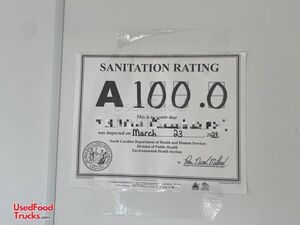 SANITATION RATING
A 100.0
This is to certify that
was inspected on March 23
North Carolina Department of Health and Human Services
Division of Public Health
Environmental Health Section
By
UsedFood
Trucks.com